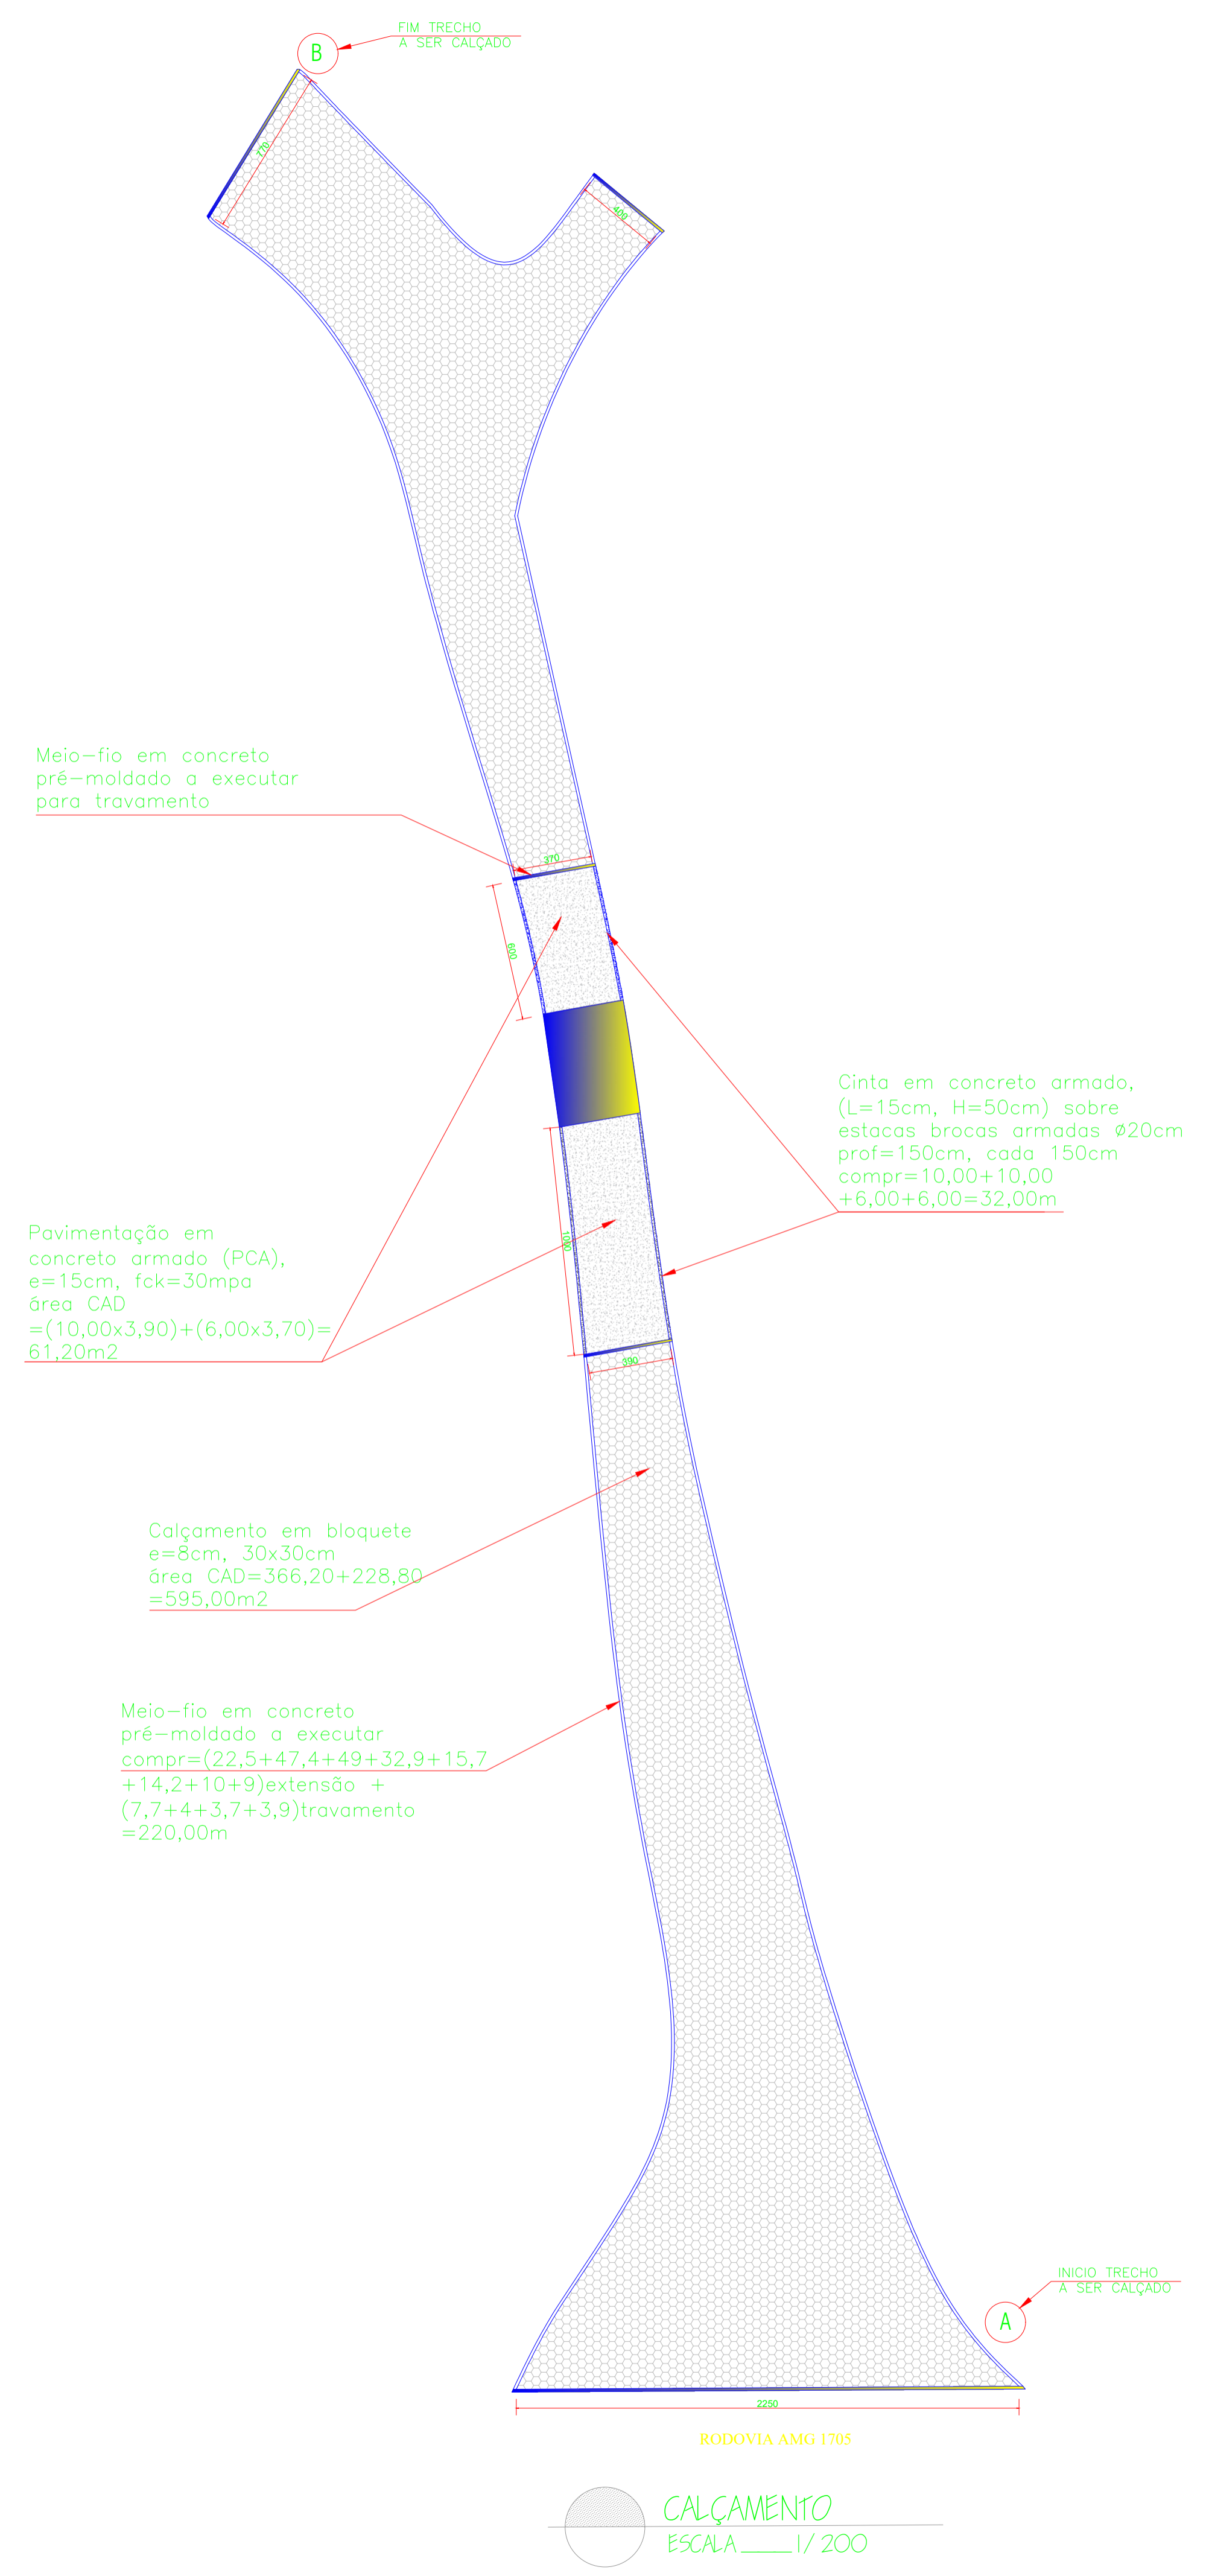 B
FIM TRECHO
A SER CALÇADO
770
400
Meio-fio em concreto
pré-moldado a executar
para travamento
370
600
Cinta em concreto armado,
(L=15cm, H=50cm) sobre
estacas brocas armadas Ø20cm
prof=150cm, cada 150cm
compr=10,00+10,00
+6,00+6,00=32,00m
Pavimentação em
concreto armado (PCA),
e=15cm, fck=30mpa
área CAD
=(10,00x3,90)+(6,00x3,70)=
61,20m2
1000
390
Calçamento em bloquete
e=8cm, 30x30cm
área CAD=366,20+228,80
=595,00m2
Meio-fio em concreto
pré-moldado a executar
compr=(22,5+47,4+49+32,9+15,7
+14,2+10+9)extensão +
(7,7+4+3,7+3,9)travamento
=220,00m
INICIO TRECHO
A SER CALÇADO
A
2250
RODOVIA AMG 1705
CALÇAMENTO
ESCALA_____1/200